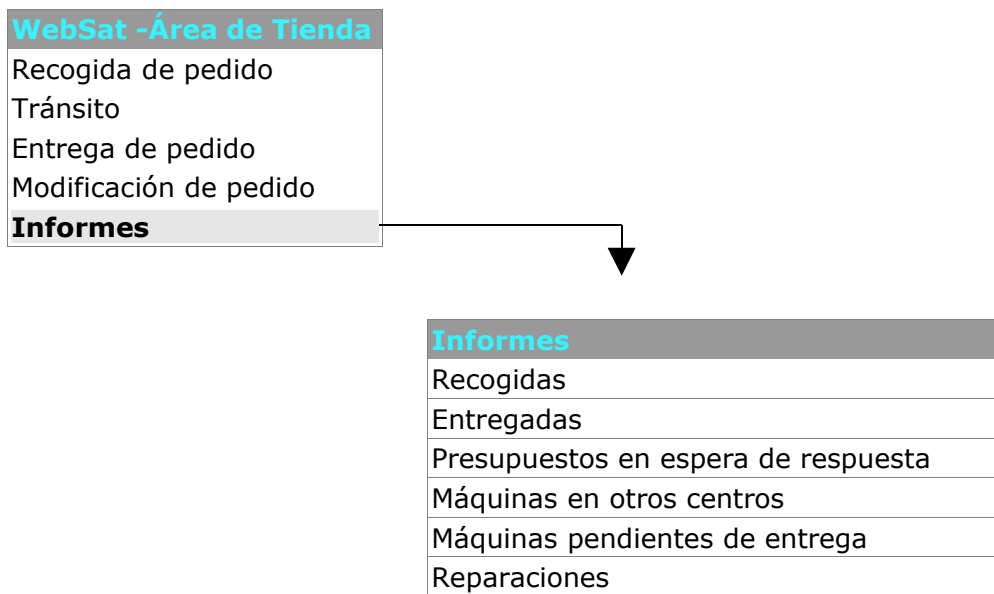 WebSat -Área de Tienda
Recogida de pedido
Tránsito
Entrega de pedido
Modificación de pedido
Informes
Informes
Recogidas
Entregadas
Presupuestos en espera de respuesta
Máquinas en otros centros
Máquinas pendientes de entrega
Reparaciones